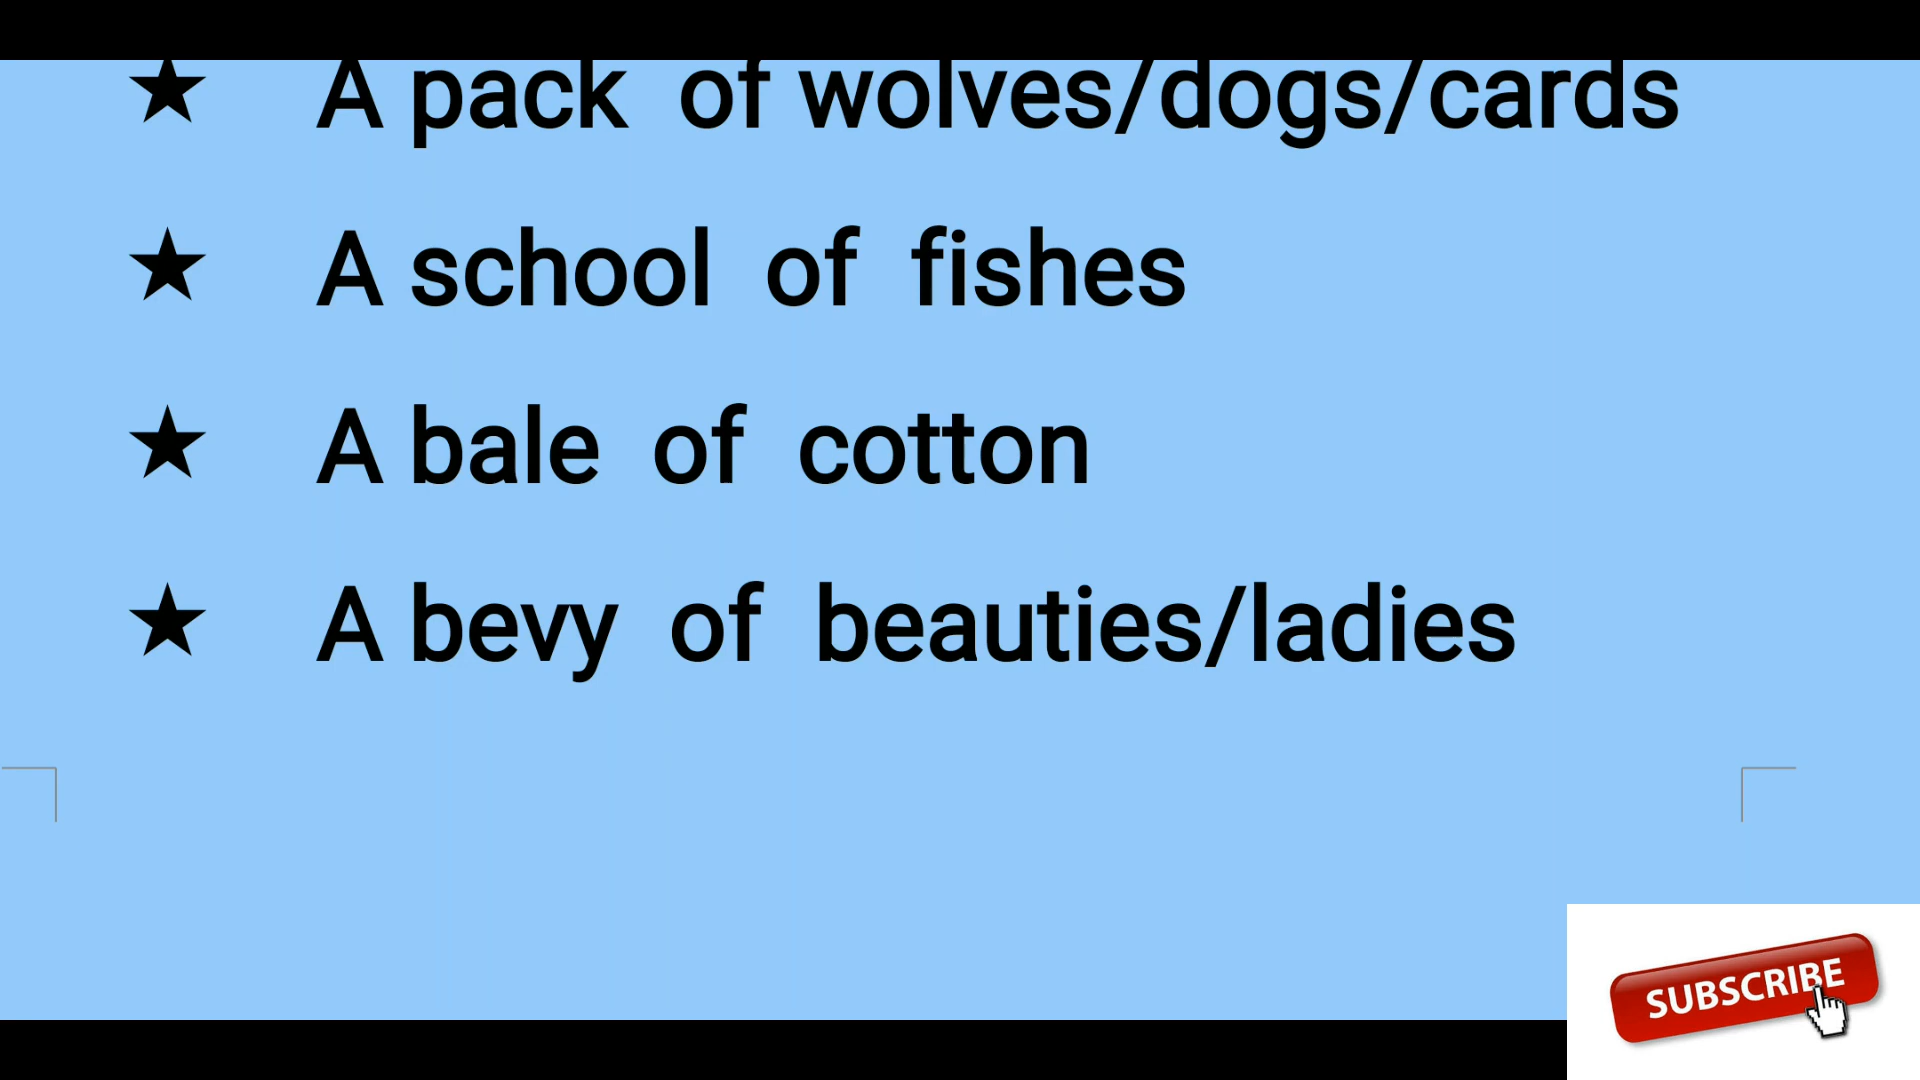 ★ A pack of wolves/dogs/cards
★ A school of fishes
★ A bale of cotton
★ A bevy of beauties/ladies
SUBSCRIBE